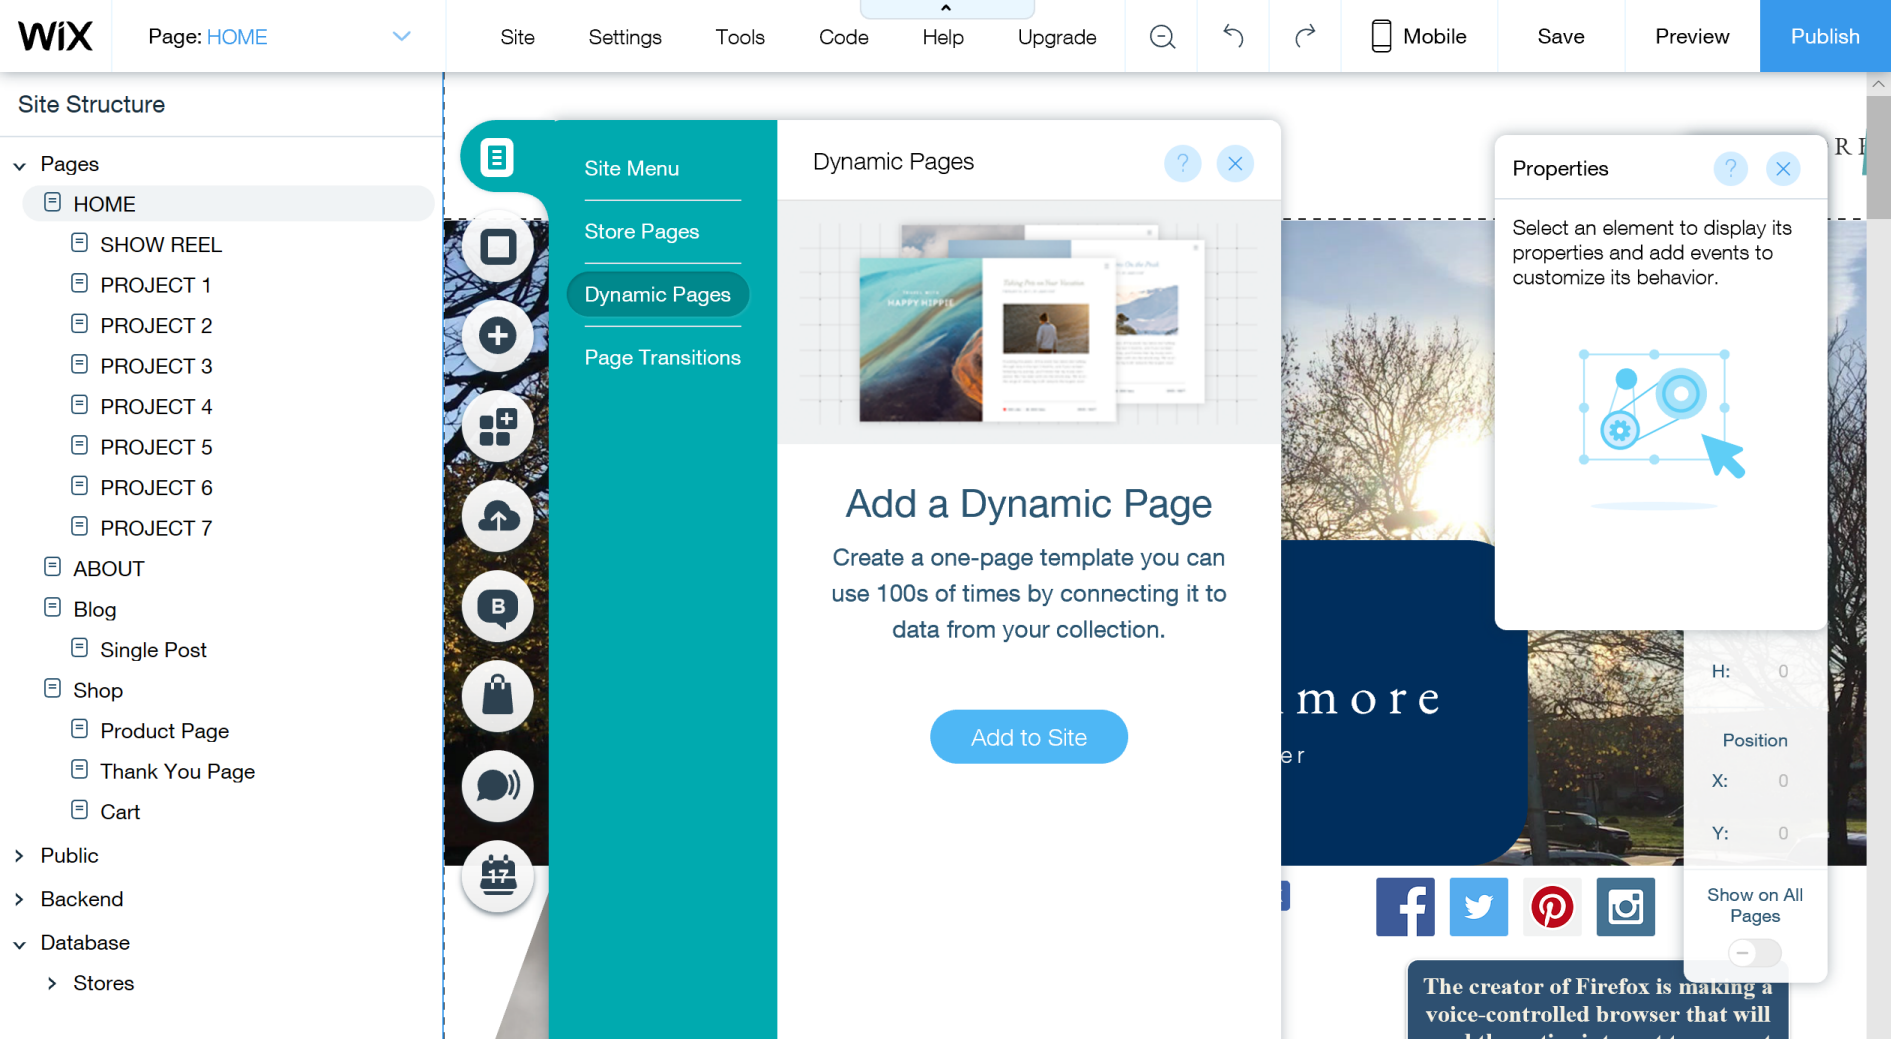 WiX
Page: HOME
Site
Settings
Tools
Code
Help
Upgrade
Mobile
Save
Preview
Publish
Site Structure
Pages
HOME
SHOW REEL
PROJECT 1
PROJECT 2
PROJECT 3
PROJECT 4
PROJECT 5
PROJECT 6
PROJECT 7
ABOUT
Blog
Single Post
Shop
Product Page
Thank You Page
Cart
Public
Backend
Database
Stores
B
17
Site Menu
Store Pages
Dynamic Pages
Page Transitions
Dynamic Pages
?
HAPPY HIPPIE
Add a Dynamic Page
Create a one-page template you can
use 100s of times by connecting it to
data from your collection.
Add to Site
Properties
?
Select an element to display its
properties and add events to
customize its behavior.
more
er
H: 0
Position
X: 0
Y: 0
Show on All
Pages
The creator of Firefox is making a
voice-controlled browser that will